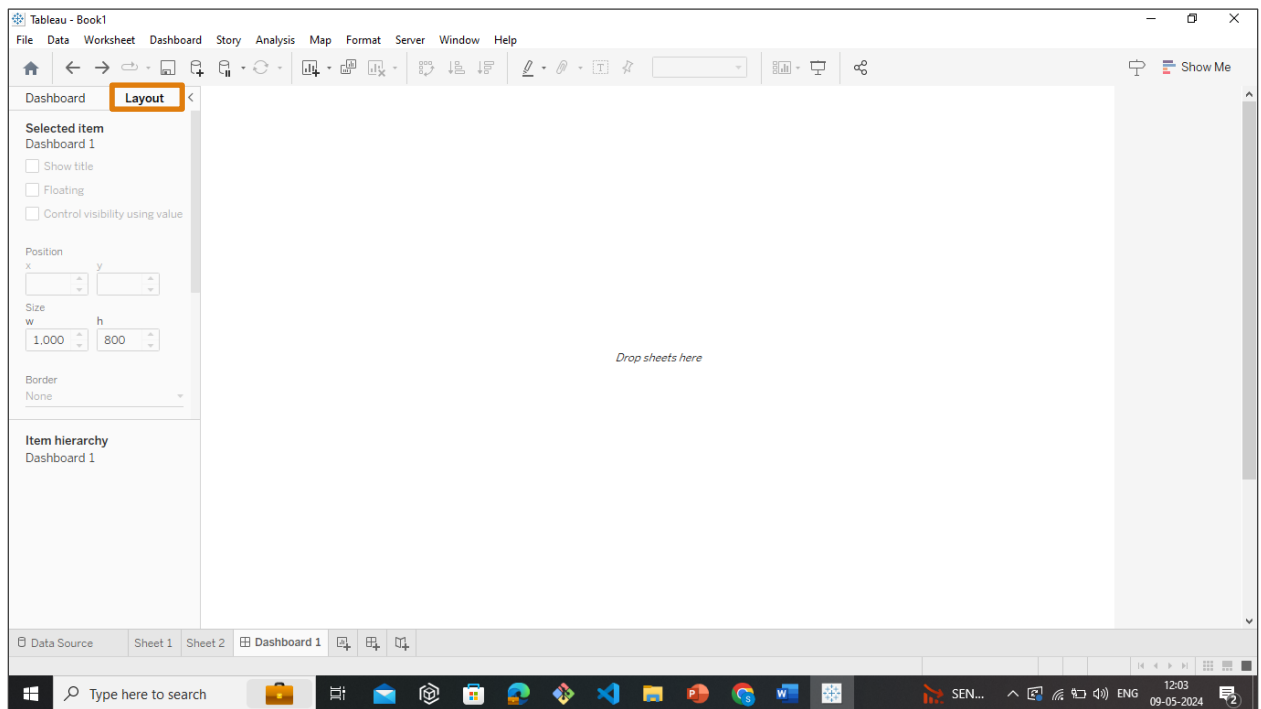 Tableau - Book1
File Data Worksheet Dashboard Story Analysis Map Format Server Window Help
Show Me
Dashboard Layout
Selected item
Dashboard 1
Show title
Floating
Control visibility using value
Position
x y
Size
w h
1,000 800
Border
None
Item hierarchy
Dashboard 1
Drop sheets here
Data Source Sheet 1 Sheet 2 Dashboard 1
Type here to search
SEN... ENG 12:03
09-05-2024 2